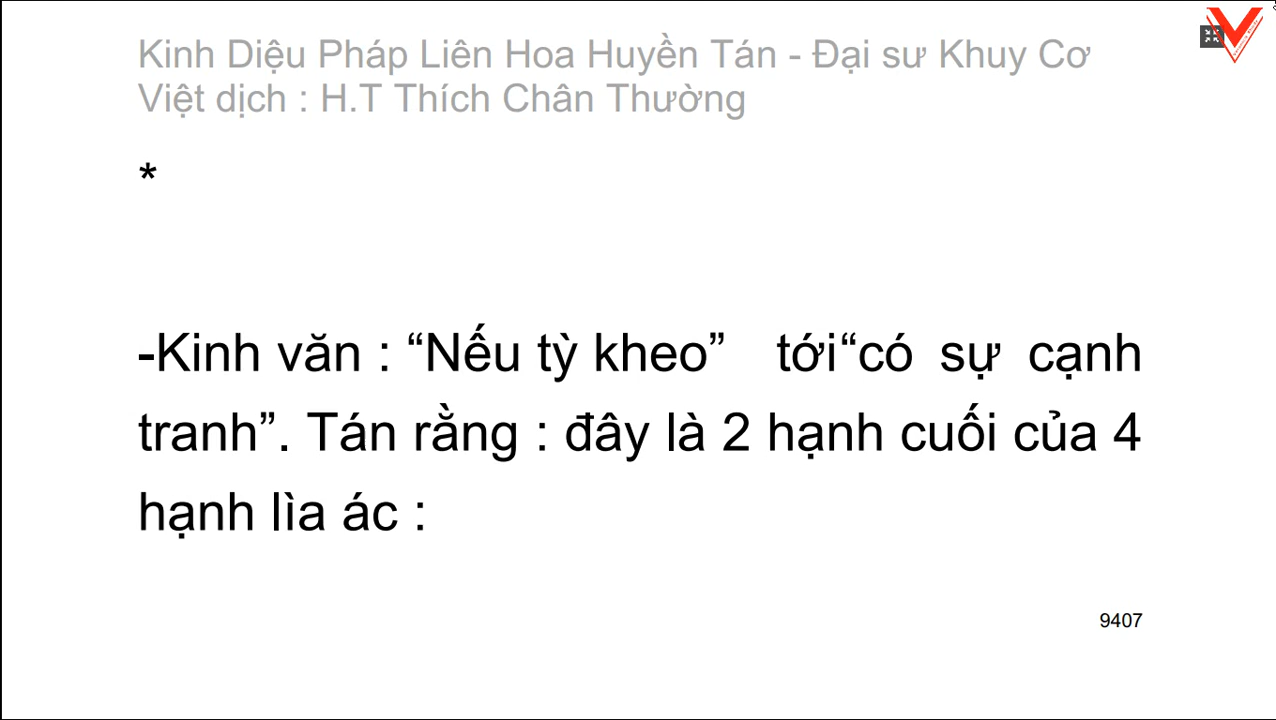 Kinh Diệu Pháp Liên Hoa Huyền Tán - Đại sư Khuy Cơ
Việt dịch : H.T Thích Chân Thường
*
-Kinh văn : “Nếu tỳ kheo” tới“có sự cạnh
tranh”. Tán rằng : đây là 2 hạnh cuối của 4
hạnh lìa ác :
9407